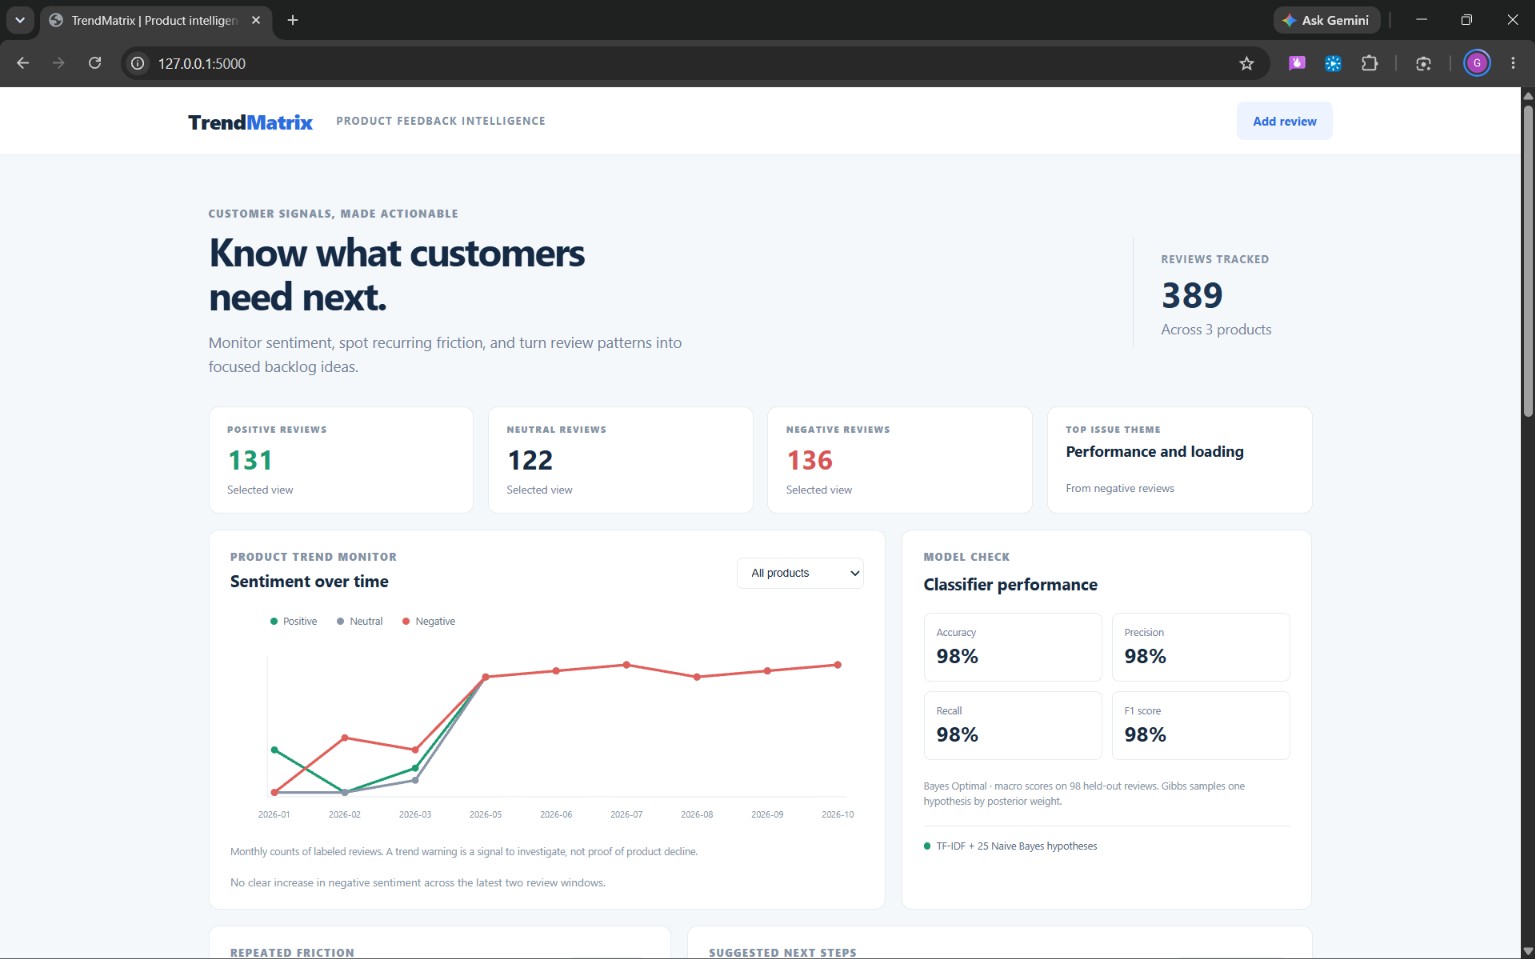 TrendMatrix | Product intelligen
Ask Gemini
127.0.0.1:5000
G
TrendMatrix
PRODUCT FEEDBACK INTELLIGENCE
Add review
CUSTOMER SIGNALS, MADE ACTIONABLE
Know what customers
need next.
Monitor sentiment, spot recurring friction, and turn review patterns into
focused backlog ideas.
REVIEWS TRACKED
389
Across 3 products
POSITIVE REVIEWS
131
Selected view
NEUTRAL REVIEWS
122
Selected view
NEGATIVE REVIEWS
136
Selected view
TOP ISSUE THEME
Performance and loading
From negative reviews
PRODUCT TREND MONITOR
Sentiment over time
All products
Positive Neutral Negative
2026-01 2026-02 2026-03 2026-05 2026-06 2026-07 2026-08 2026-09 2026-10
Monthly counts of labeled reviews. A trend warning is a signal to investigate, not proof of product decline.
No clear increase in negative sentiment across the latest two review windows.
MODEL CHECK
Classifier performance
Accuracy
98%
Precision
98%
Recall
98%
F1 score
98%
Bayes Optimal · macro scores on 98 held-out reviews. Gibbs samples one
hypothesis by posterior weight.
TF-IDF + 25 Naive Bayes hypotheses
REPEATED FRICTION
SUGGESTED NEXT STEPS